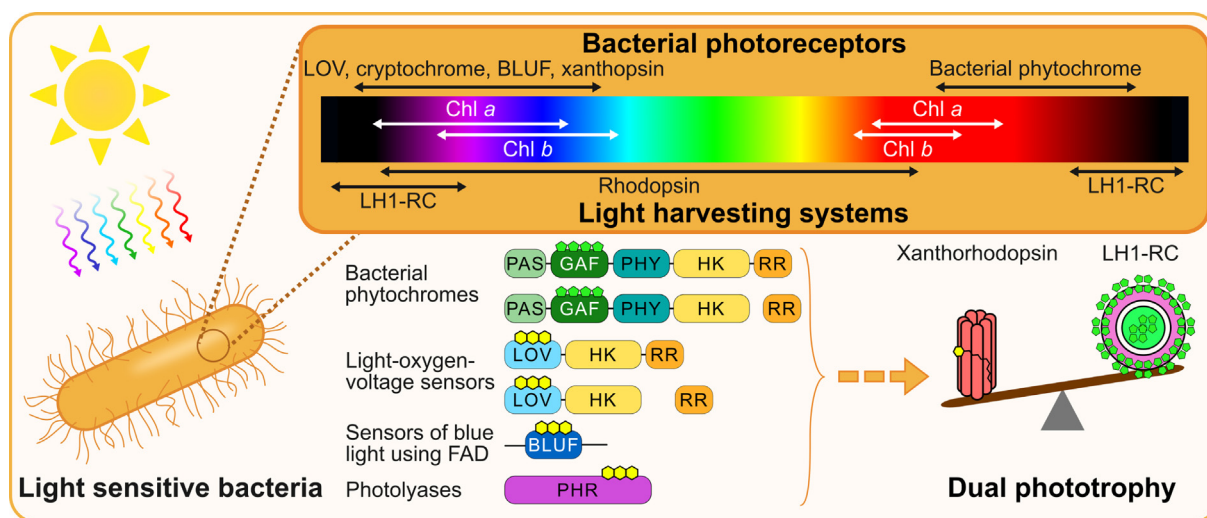 Bacterial photoreceptors
LOV, cryptochrome, BLUF, xanthopsin
Bacterial phytochrome
Chl a
Chl a
Chl b
Chl b
Rhodopsin
LH1-RC
LH1-RC
Light harvesting systems
Bacterial
phytochromes
PAS GAF PHY HK RR
PAS GAF PHY HK RR
Light-oxygen-
voltage sensors
LOV HK RR
LOV HK RR
Sensors of blue
light using FAD
BLUF
Photolyases
PHR
Xanthorhodopsin
LH1-RC
Light sensitive bacteria
Dual phototrophy